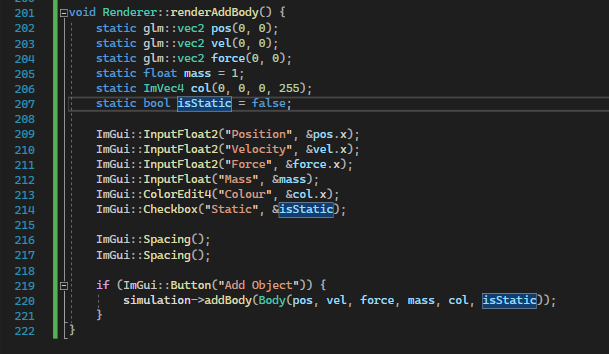 201 void Renderer::renderAddBody() {
202 static glm::vec2 pos(0, 0);
203 static glm::vec2 vel(0, 0);
204 static glm::vec2 force(0, 0);
205 static float mass = 1;
206 static ImVec4 col(0, 0, 0, 255);
207 static bool isStatic = false;
208
209 ImGui::InputFloat2("Position", &pos.x);
210 ImGui::InputFloat2("Velocity", &vel.x);
211 ImGui::InputFloat2("Force", &force.x);
212 ImGui::InputFloat("Mass", &mass);
213 ImGui::ColorEdit4("Colour", &col.x);
214 ImGui::Checkbox("Static", &isStatic);
215
216 ImGui::Spacing();
217 ImGui::Spacing();
218
219 if (ImGui::Button("Add Object")) {
220 simulation->addBody(Body(pos, vel, force, mass, col, isStatic));
221 }
222 }